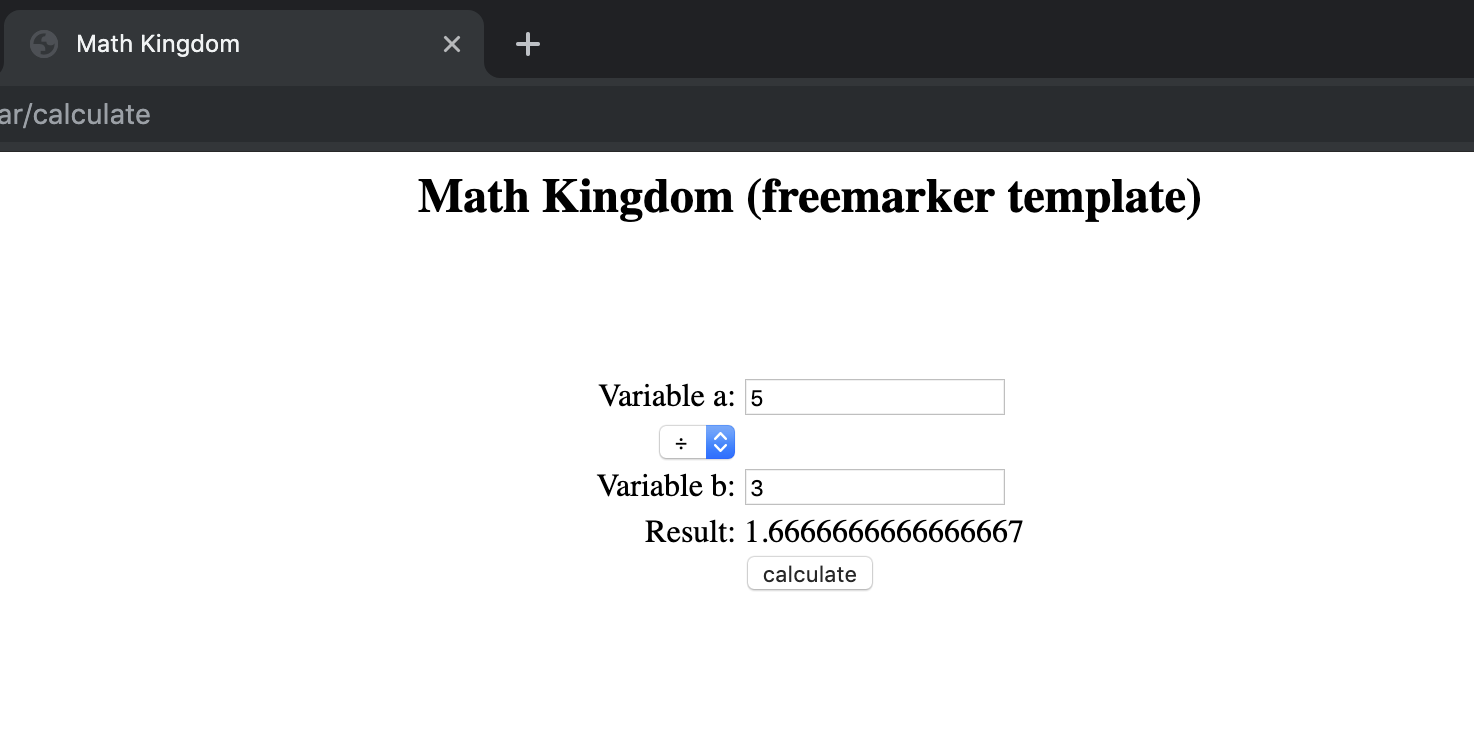 Math Kingdom
ar/calculate
Math Kingdom (freemarker template)
Variable a: 5
÷
Variable b: 3
Result: 1.6666666666666667
calculate